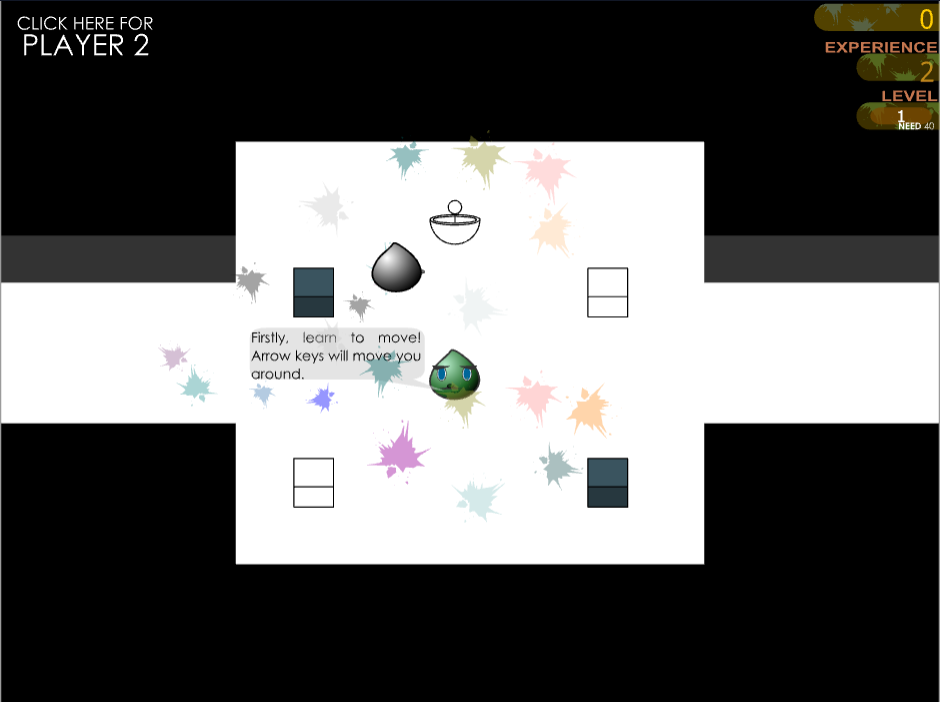 CLICK HERE FOR
PLAYER 2
0
EXPERIENCE
2
LEVEL
1
NEED 40
Firstly, learn to move!
Arrow keys will move you
around.